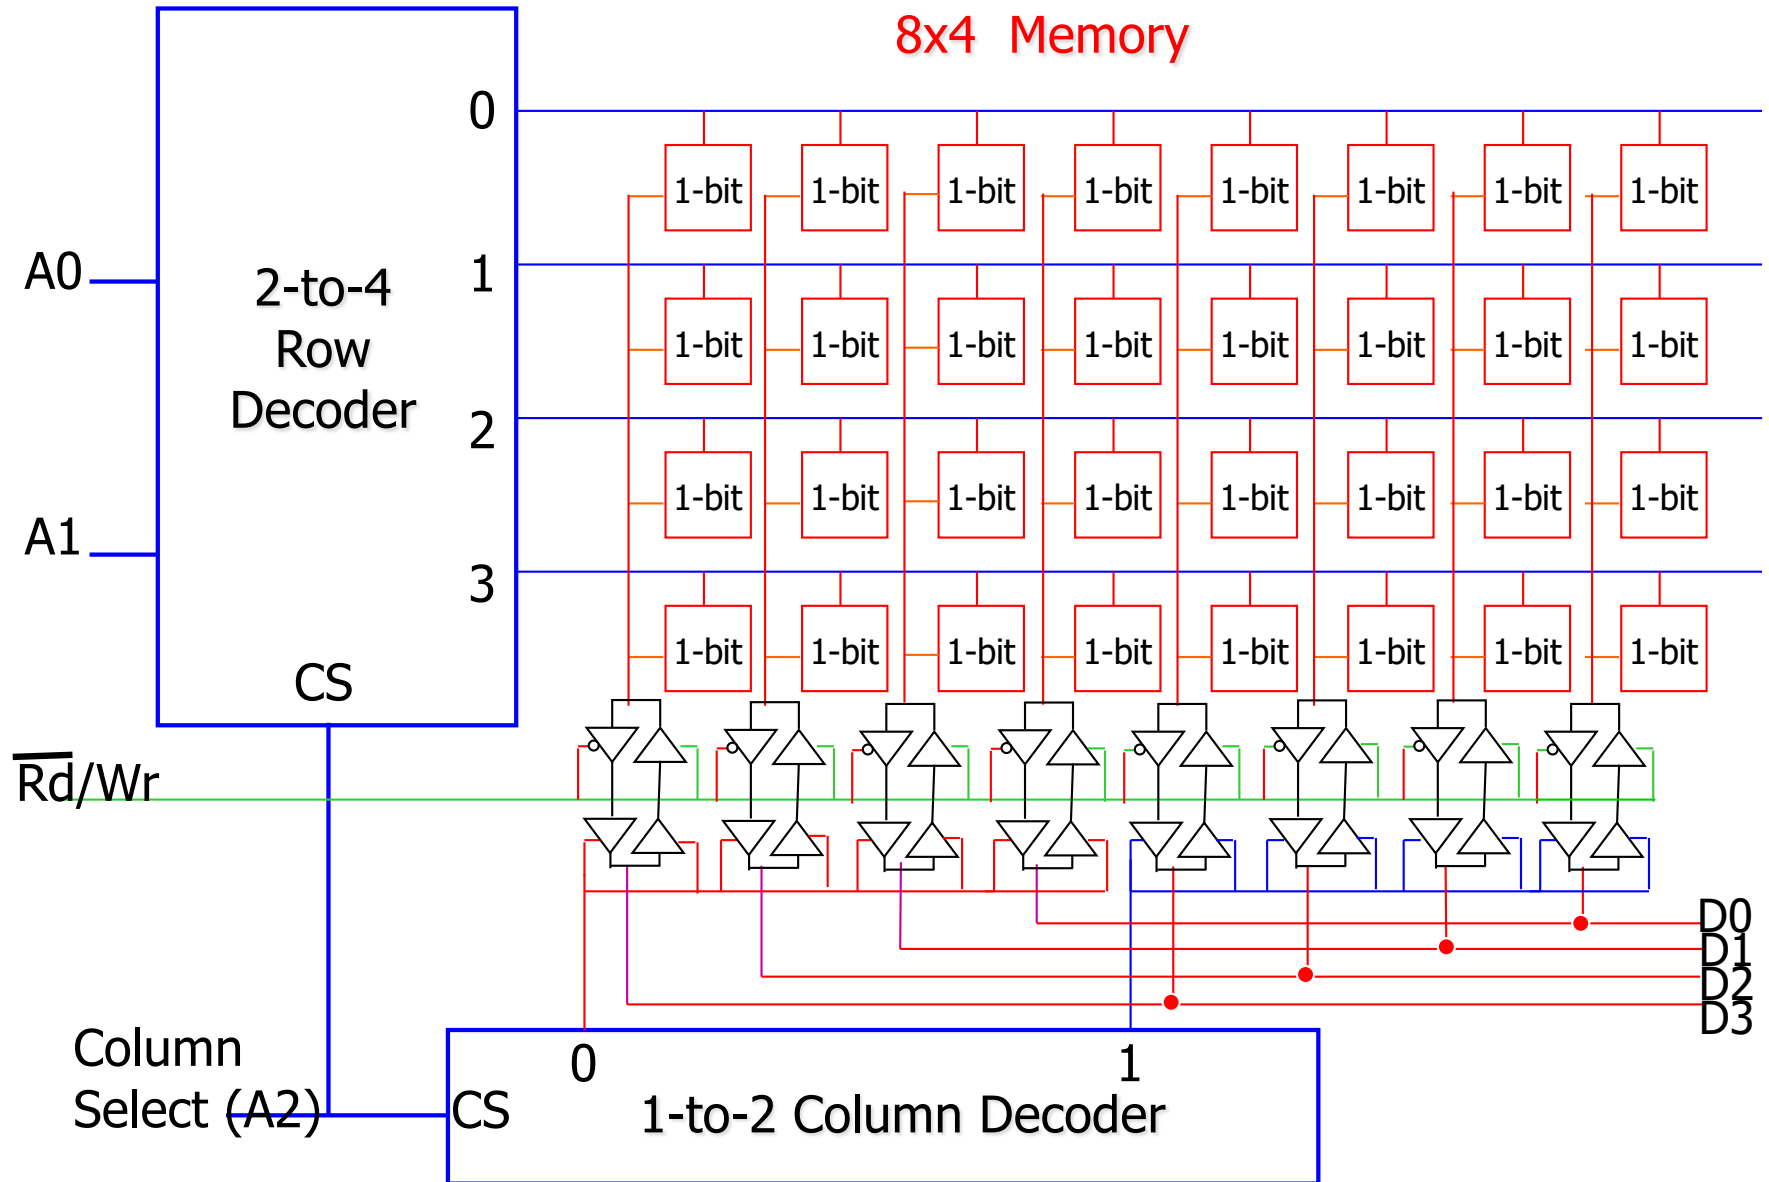 8x4 Memory
0
1-bit 1-bit 1-bit 1-bit 1-bit 1-bit 1-bit 1-bit
A0
2-to-4
Row
Decoder
1
1-bit 1-bit 1-bit 1-bit 1-bit 1-bit 1-bit 1-bit
2
1-bit 1-bit 1-bit 1-bit 1-bit 1-bit 1-bit 1-bit
A1
3
1-bit 1-bit 1-bit 1-bit 1-bit 1-bit 1-bit 1-bit
CS
Rd/Wr
D0
D1
D2
D3
Column
Select (A2)
0 1
CS
1-to-2 Column Decoder